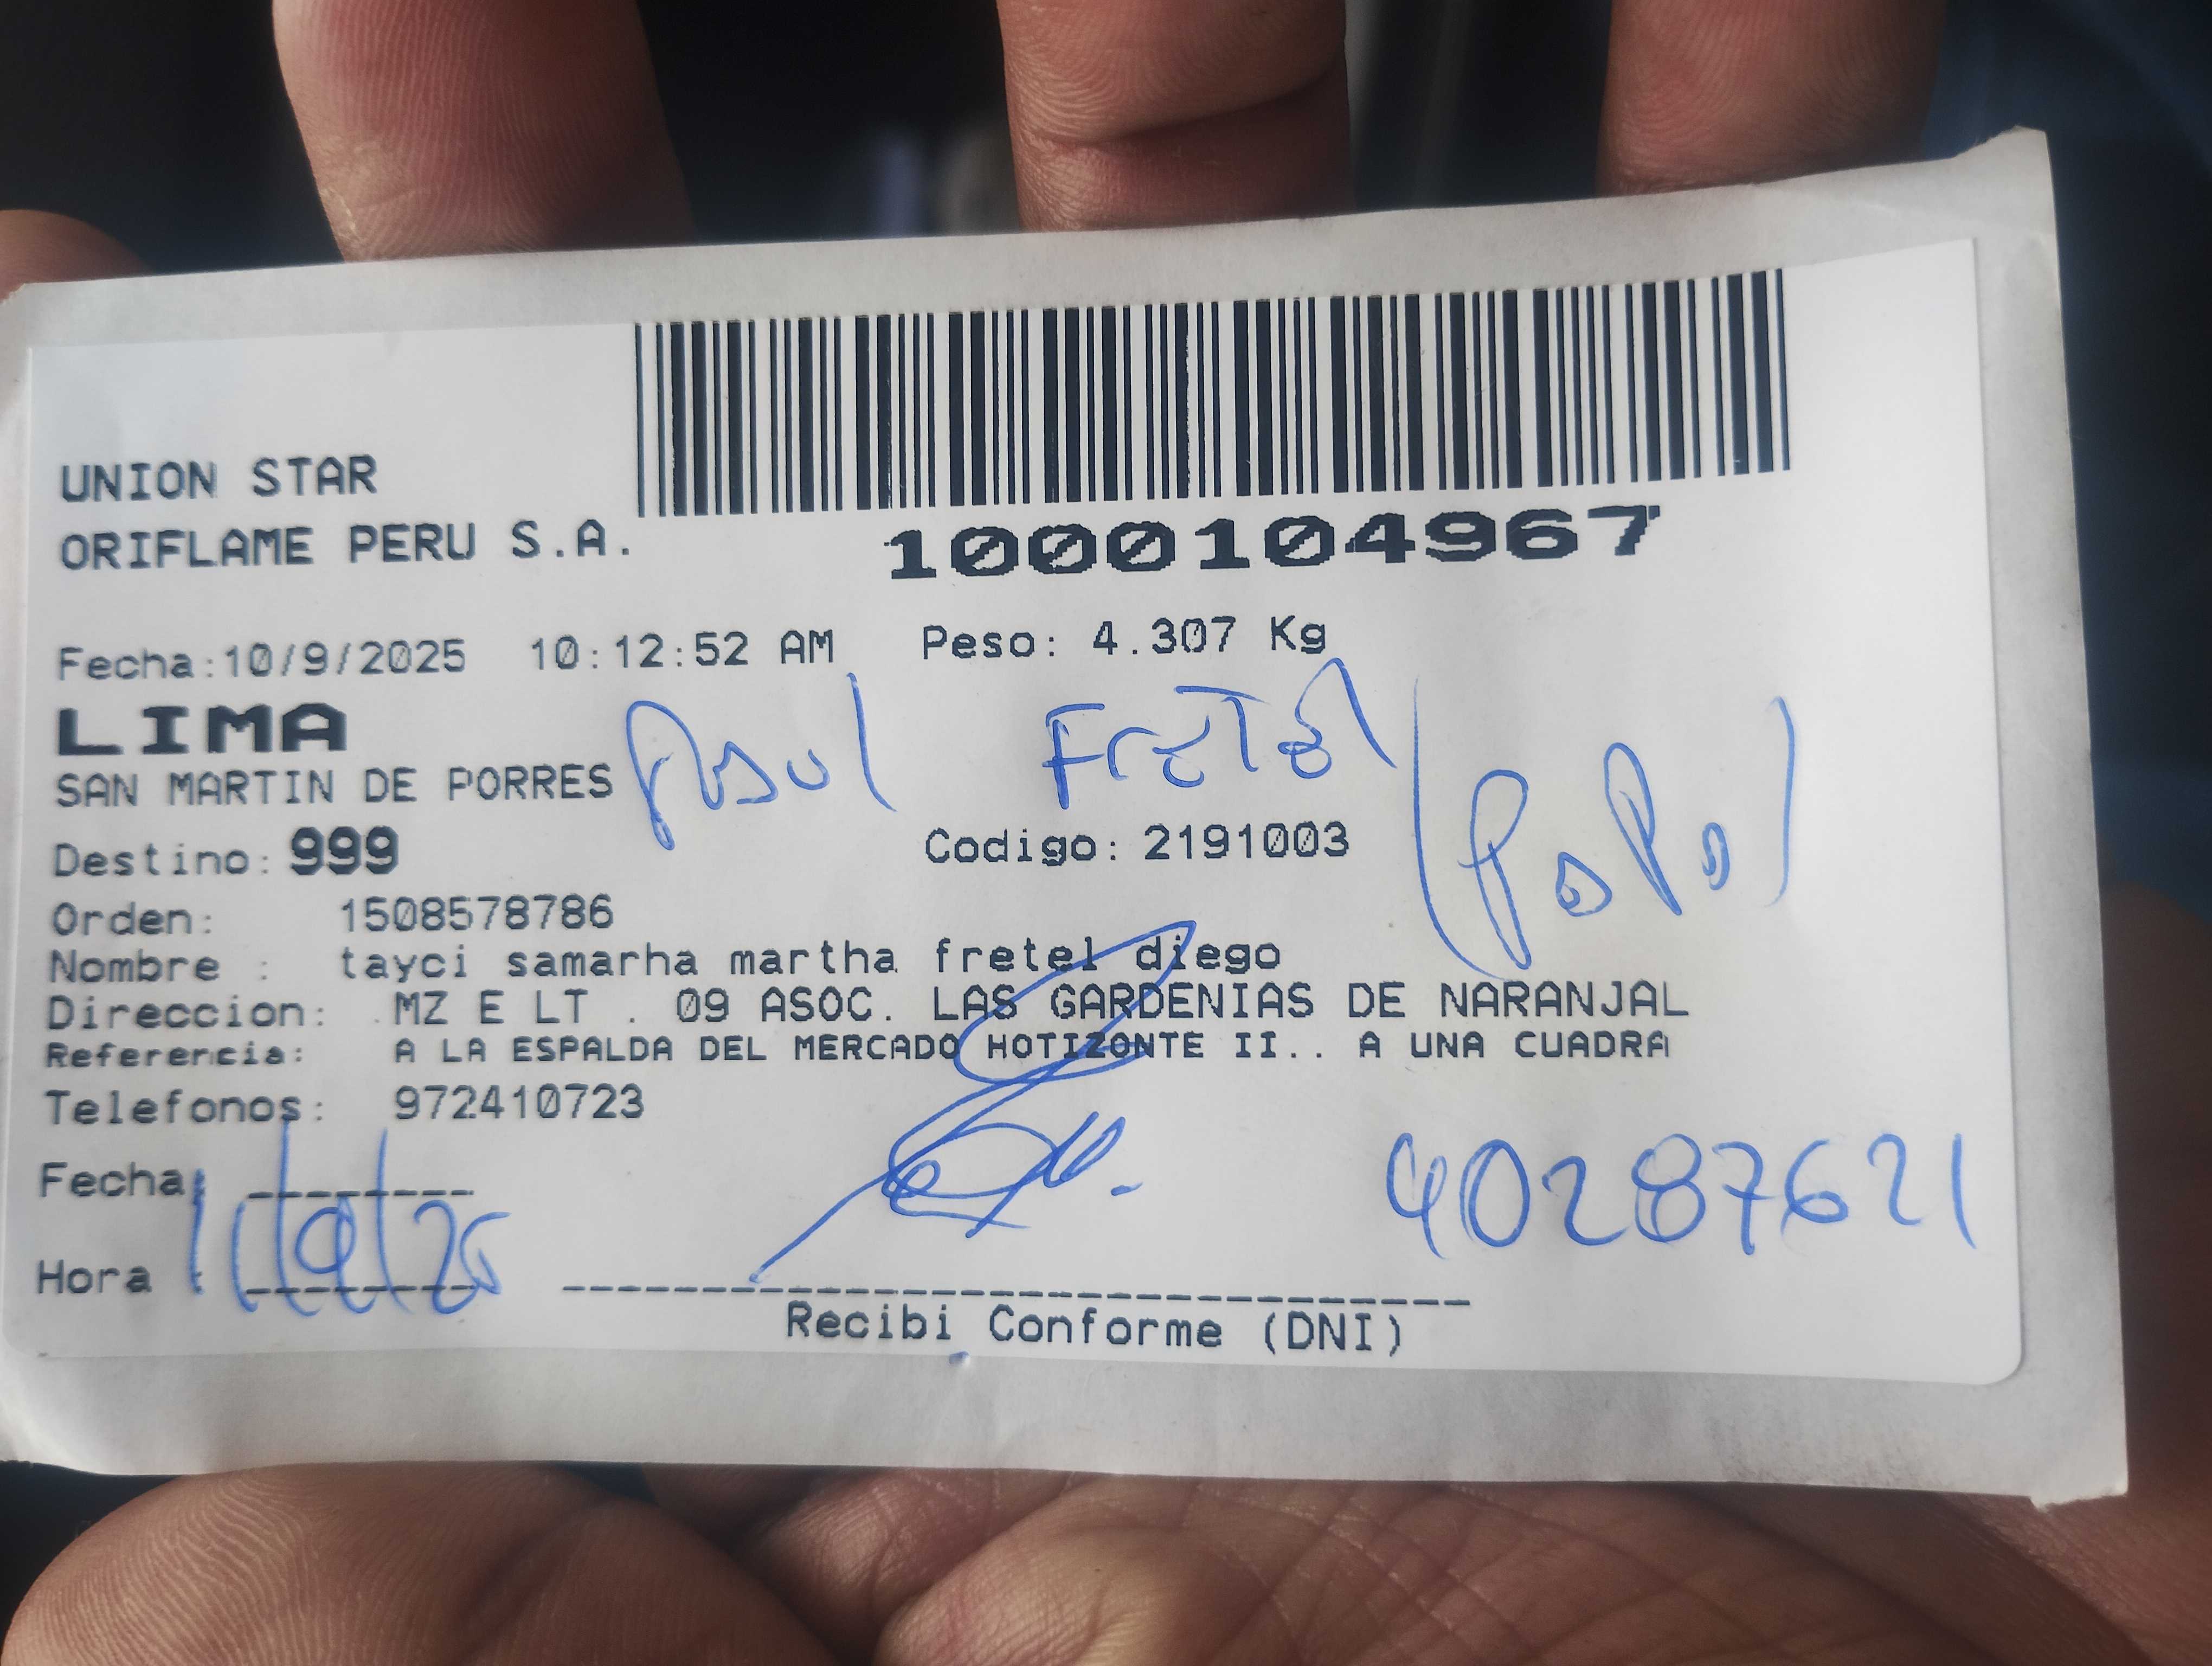 UNION STAR
ORIFLAME PERU S.A.
1000104967
Fecha:10/9/2025 10:12:52 AM Peso: 4.307 Kg
LIMA
SAN MARTIN DE PORRES
Fretel
(PaPa)
Destino: 999 Codigo: 2191003
Orden: 1508578786
Nombre : tayci samarha martha fretel diego
Direccion: MZ E LT . 09 ASOC. LAS GARDENIAS DE NARANJAL
Referencia: A LA ESPALDA DEL MERCADO HOTIZONTE II.. A UNA CUADRA
Telefonos: 972410723
Fecha:
40287621
Hora :
Recibi Conforme (DNI)